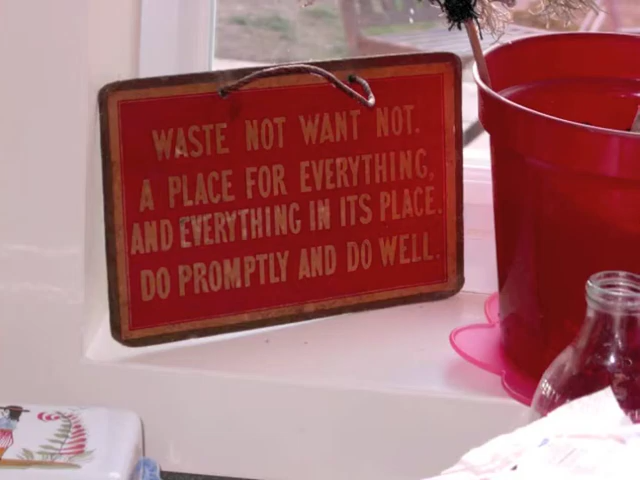 WASTE NOT WANT NOT.
A PLACE FOR EVERYTHING,
AND EVERYTHING IN ITS PLACE.
DO PROMPTLY AND DO WELL.